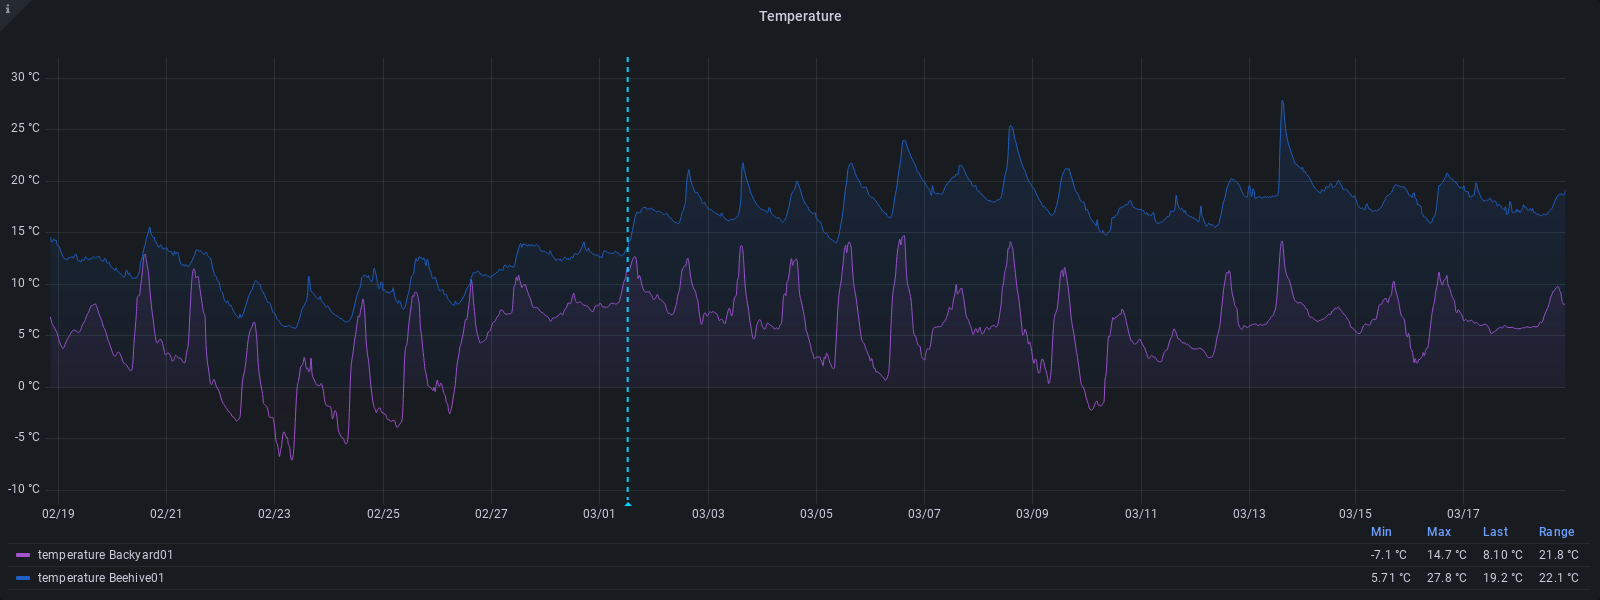 i
Temperature
30 °C
25 °C
20 °C
15 °C
10 °C
5 °C
0 °C
-5 °C
-10 °C
02/19 02/21 02/23 02/25 02/27 03/01 03/03 03/05 03/07 03/09 03/11 03/13 03/15 03/17
Min Max Last Range
temperature Backyard01 -7.1 °C 14.7 °C 8.10 °C 21.8 °C
temperature Beehive01 5.71 °C 27.8 °C 19.2 °C 22.1 °C